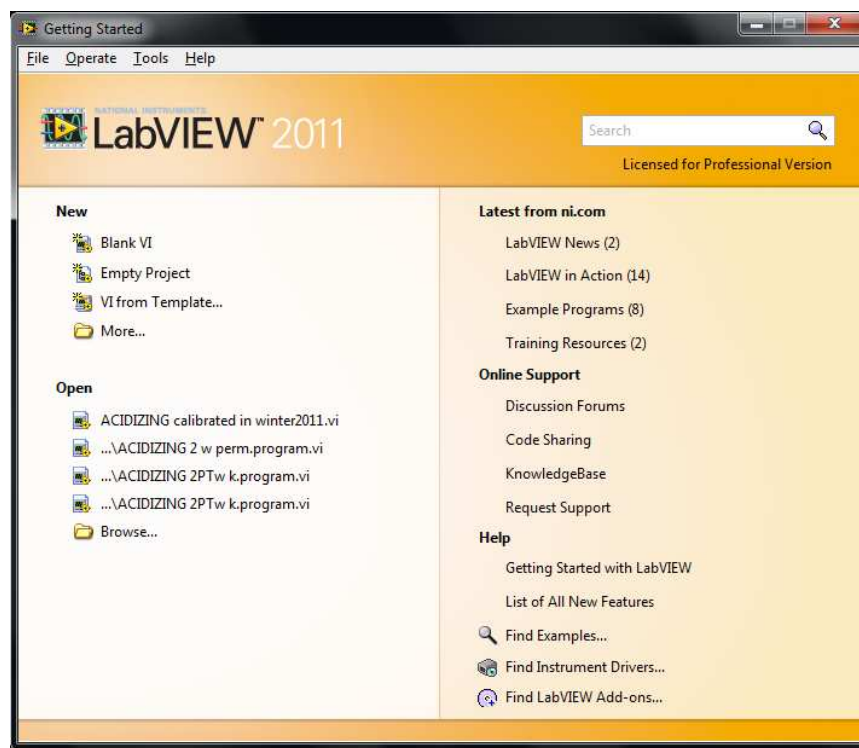 Getting Started
File Operate Tools Help
NATIONAL INSTRUMENTS
LabVIEW™ 2011
Search
Licensed for Professional Version
New
Blank VI
Empty Project
VI from Template...
More...
Open
ACIDIZING calibrated in winter2011.vi
...\ACIDIZING 2 w perm.program.vi
...\ACIDIZING 2PTw k.program.vi
...\ACIDIZING 2PTw k.program.vi
Browse...
Latest from ni.com
LabVIEW News (2)
LabVIEW in Action (14)
Example Programs (8)
Training Resources (2)
Online Support
Discussion Forums
Code Sharing
KnowledgeBase
Request Support
Help
Getting Started with LabVIEW
List of All New Features
Find Examples...
Find Instrument Drivers...
Find LabVIEW Add-ons...